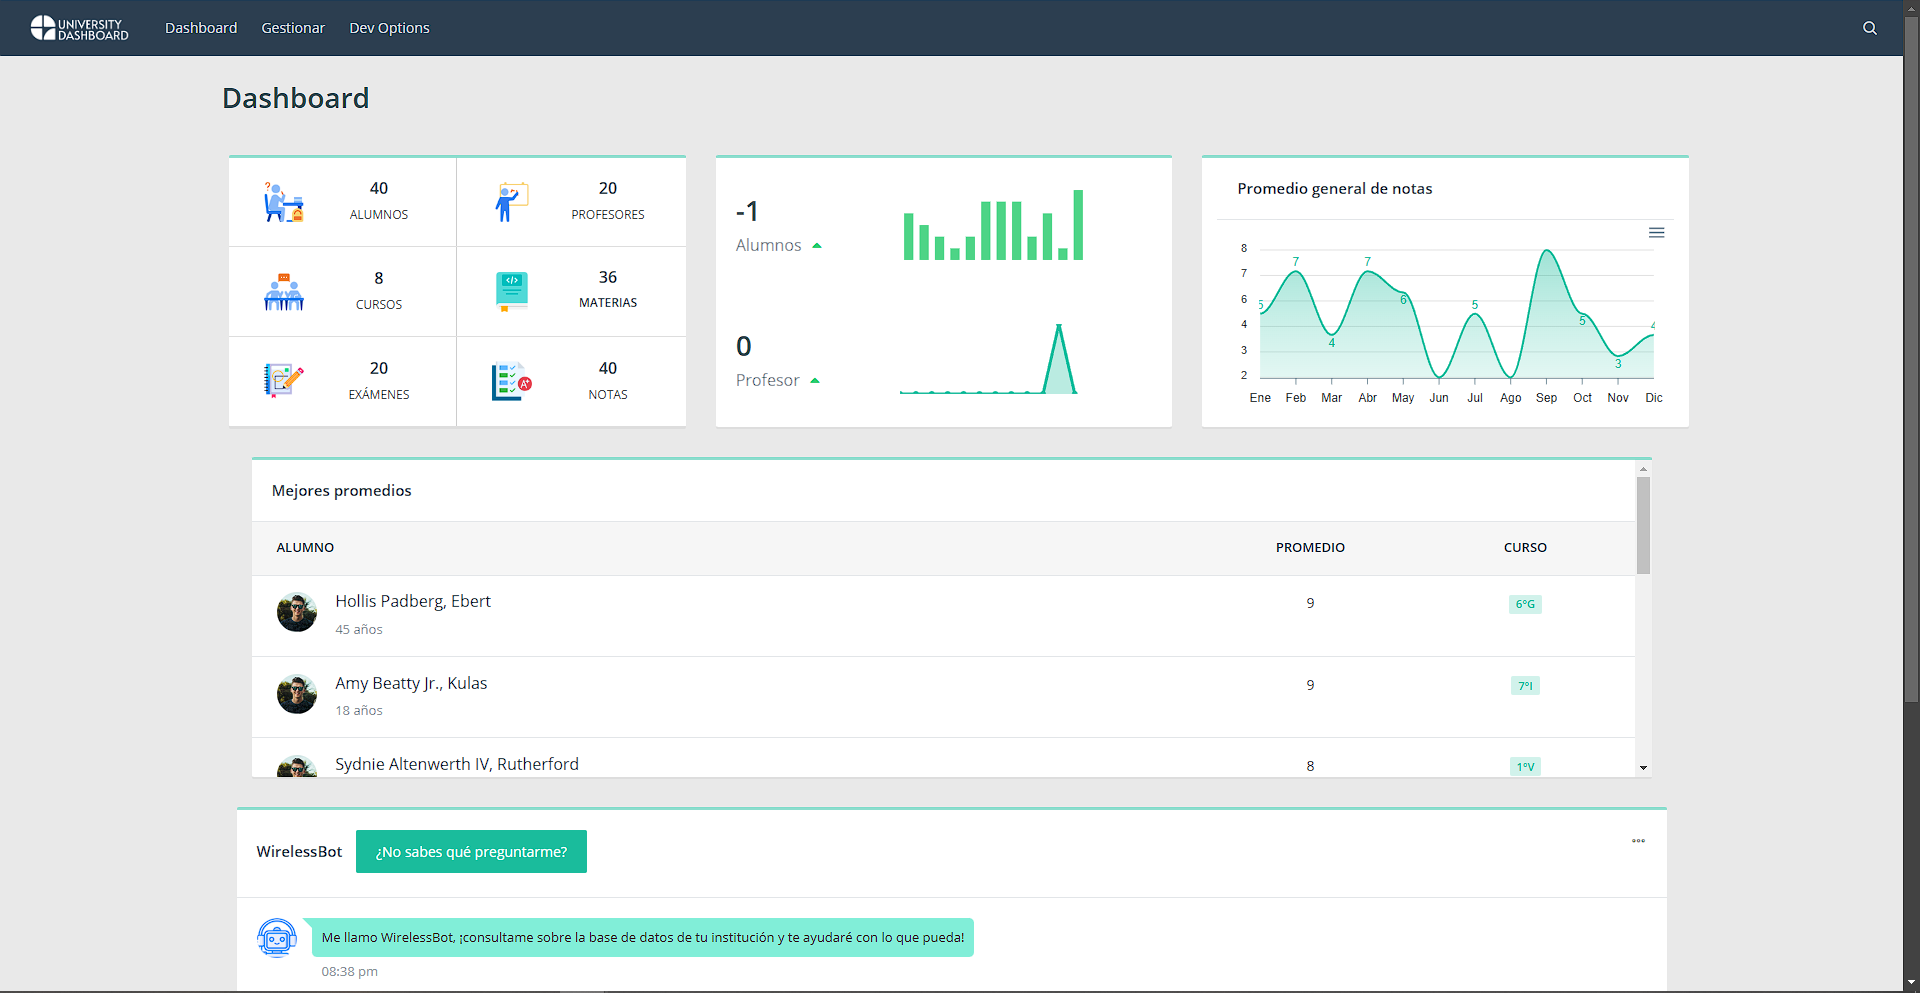 UNIVERSITY
DASHBOARD
Dashboard
Gestionar
Dev Options
Dashboard
40
ALUMNOS
20
PROFESORES
8
CURSOS
36
MATERIAS
20
EXÁMENES
40
NOTAS
-1
Alumnos
0
Profesor
Promedio general de notas
8
7
6
4
3
2
5
7
4
7
6
5
5
3
4
Ene Feb Mar Abr May Jun Jul Ago Sep Oct Nov Dic
Mejores promedios
ALUMNO PROMEDIO CURSO
Hollis Padberg, Ebert 9 6°G
45 años
Amy Beatty Jr., Kulas 9 7°I
18 años
Sydnie Altenwerth IV, Rutherford 8 1°V
WirelessBot
¿No sabes qué preguntarme?
Me llamo WirelessBot, ¡consultame sobre la base de datos de tu institución y te ayudaré con lo que pueda!
08:38 pm